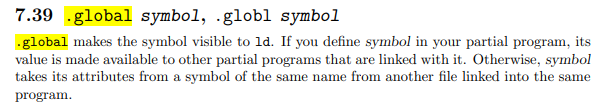 7.39 .global symbol, .globl symbol
.global makes the symbol visible to ld. If you define symbol in your partial program, its
value is made available to other partial programs that are linked with it. Otherwise, symbol
takes its attributes from a symbol of the same name from another file linked into the same
program.